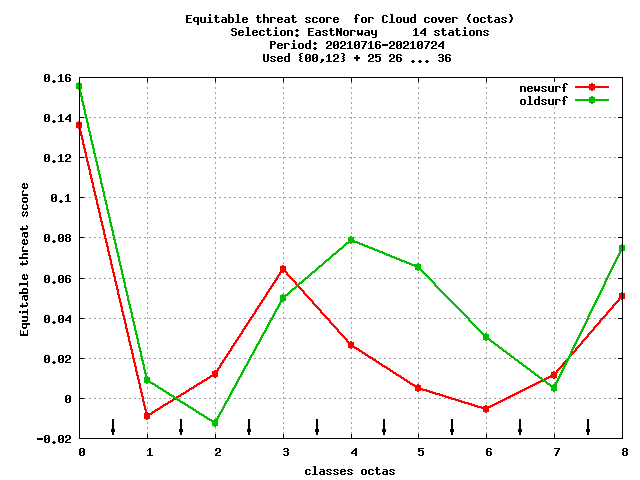 Equitable threat score  for Cloud cover (octas)
Selection: EastNorway     14 stations
Period: 20210716-20210724
Used {00,12} + 25 26 ... 36
newsurf
oldsurf
Equitable threat score
0.16
0.14
0.12
0.1
0.08
0.06
0.04
0.02
0
-0.02
0 1 2 3 4 5 6 7 8
classes octas